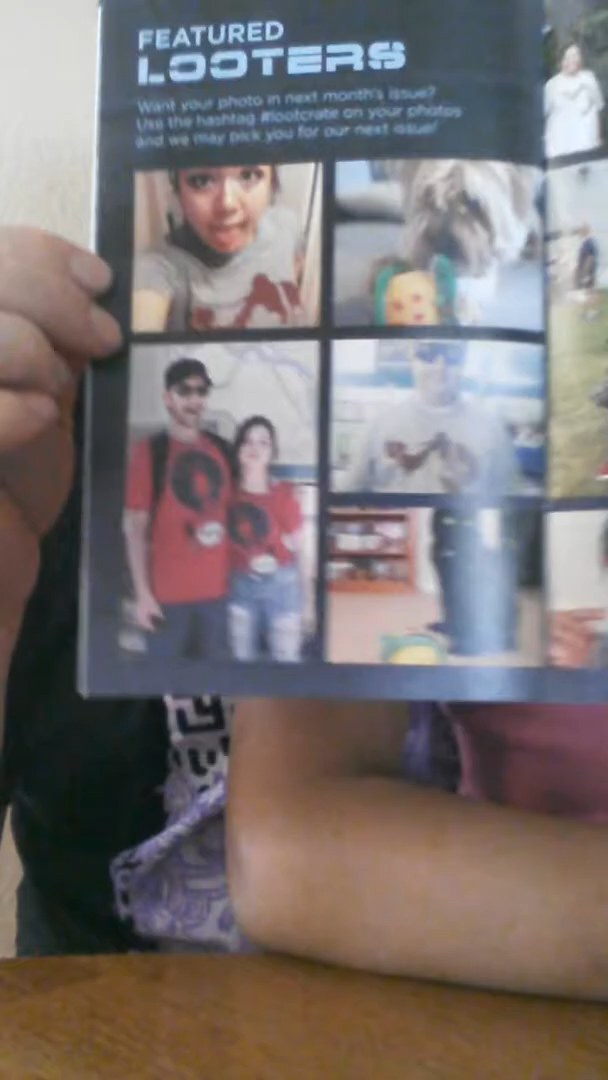 FEATURED
LOOTERS
Want your photo in next month's issue?
Use the hashtag #lootcrate on your photos
and we may pick you for our next issue!